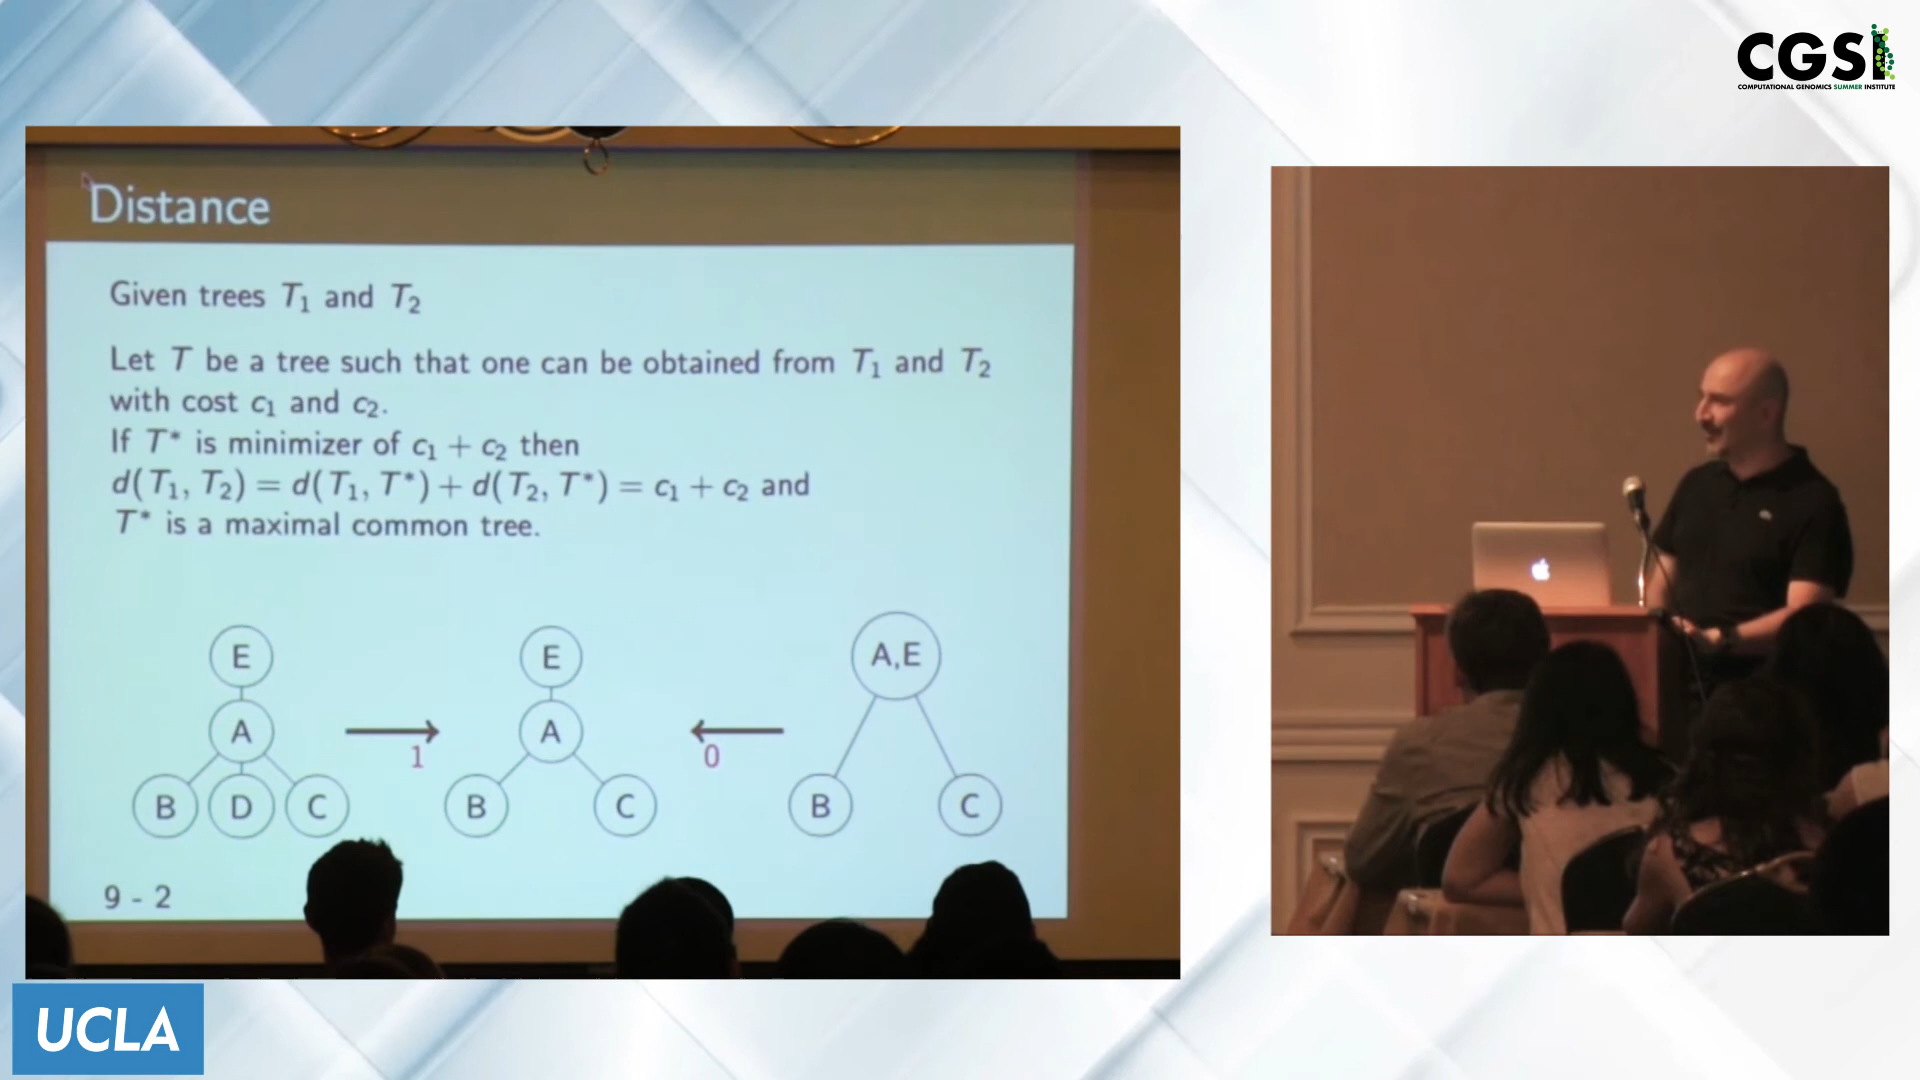 CGSI
COMPUTATIONAL GENOMICS SUMMER INSTITUTE
Distance
Given trees T₁ and T₂
Let T be a tree such that one can be obtained from T₁ and T₂
with cost c₁ and c₂.
If T* is minimizer of c₁ + c₂ then
d(T₁, T₂) = d(T₁, T*) + d(T₂, T*) = c₁ + c₂ and
T* is a maximal common tree.
E E A,E
A A
1 0
B D C B C B C
9 - 2
UCLA